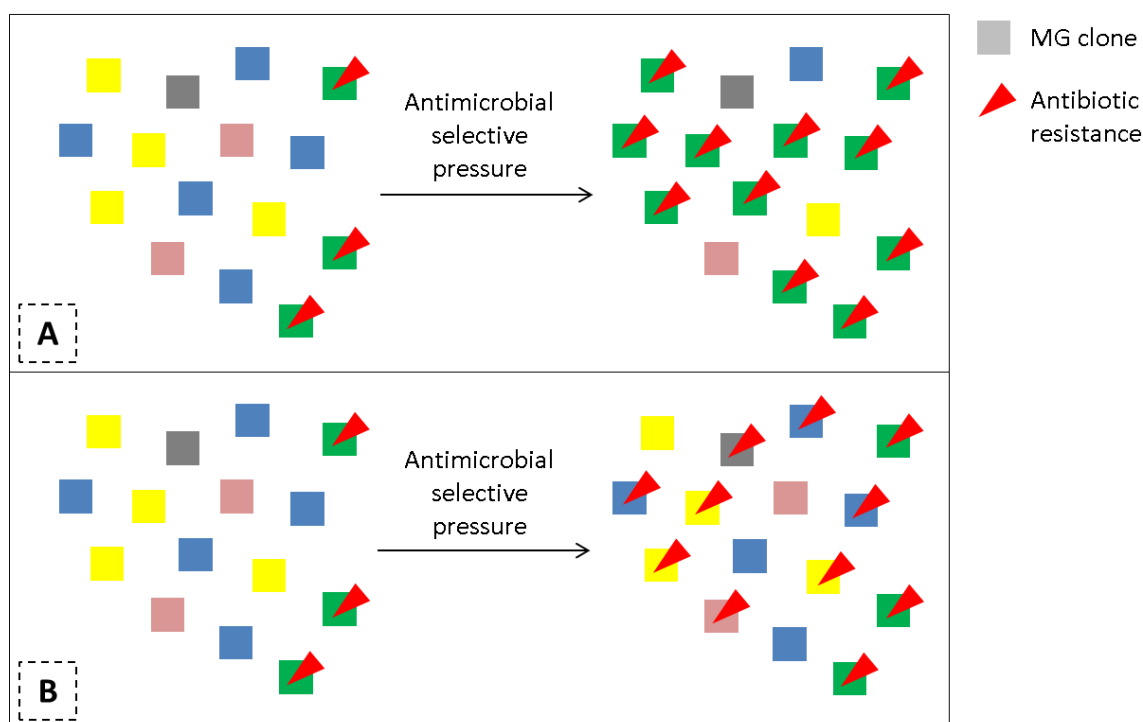 Antimicrobial
selective
pressure
A
Antimicrobial
selective
pressure
B
MG clone
Antibiotic
resistance